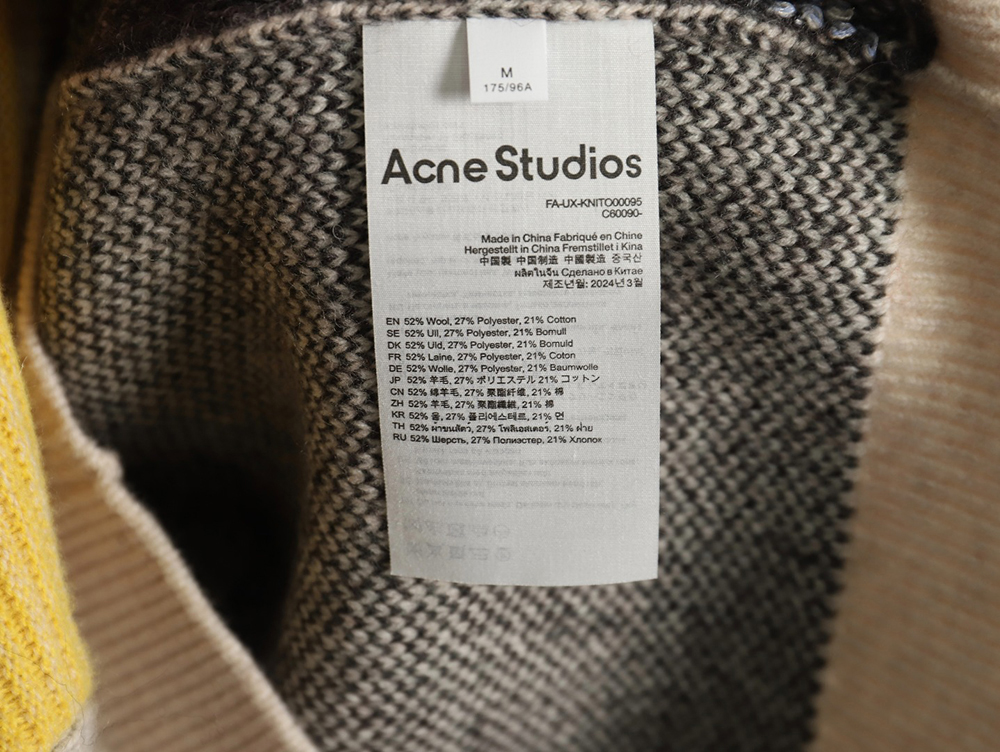 M
175/96A
Acne Studios
FA-UX-KNITO00095
C60090-
Made in China Fabriqué en Chine
Hergestellt in China Fremstillet i Kina
中国製 中国制造 中國製造 중국산
ผลิตในจีน Сделано в Китае
제조년월: 2024년 3월
EN 52% Wool, 27% Polyester, 21% Cotton
SE 52% Ull, 27% Polyester, 21% Bomull
DK 52% Uld, 27% Polyester, 21% Bomuld
FR 52% Laine, 27% Polyester, 21% Coton
DE 52% Wolle, 27% Polyester, 21% Baumwolle
JP 52% 羊毛, 27% ポリエステル 21% コットン
CN 52% 绵羊毛, 27% 聚酯纤维, 21% 棉
ZH 52% 羊毛, 27% 聚酯纖維, 21% 棉
KR 52% 울, 27% 폴리에스테르, 21% 면
TH 52% ผ้าขนสัตว์, 27% โพลีเอสเตอร์, 21% ฝ้าย
RU 52% Шерсть, 27% Полиэстер, 21% Хлопок